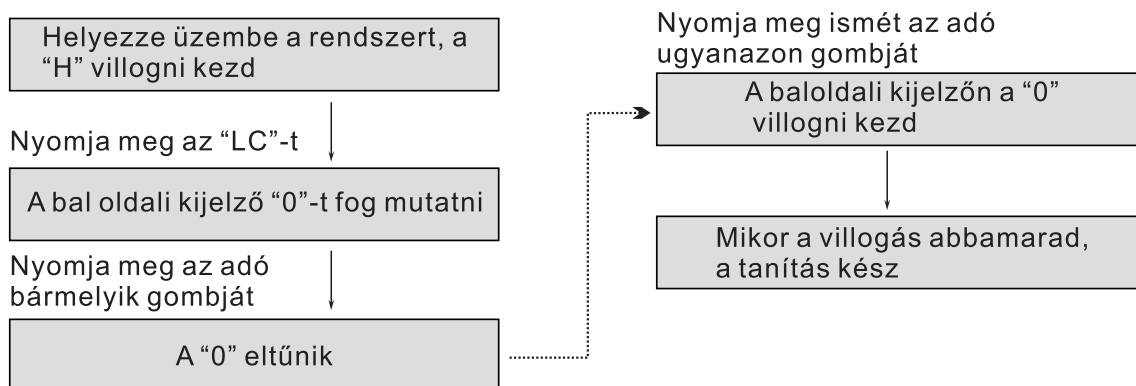 Helyezze üzembe a rendszert, a
“H” villogni kezd
Nyomja meg az “LC”-t
A bal oldali kijelző “0”-t fog mutatni
Nyomja meg az adó
bármelyik gombját
A “0” eltűnik
Nyomja meg ismét az adó
ugyanazon gombját
A baloldali kijelzőn a “0”
villogni kezd
Mikor a villogás abbamarad,
a tanítás kész